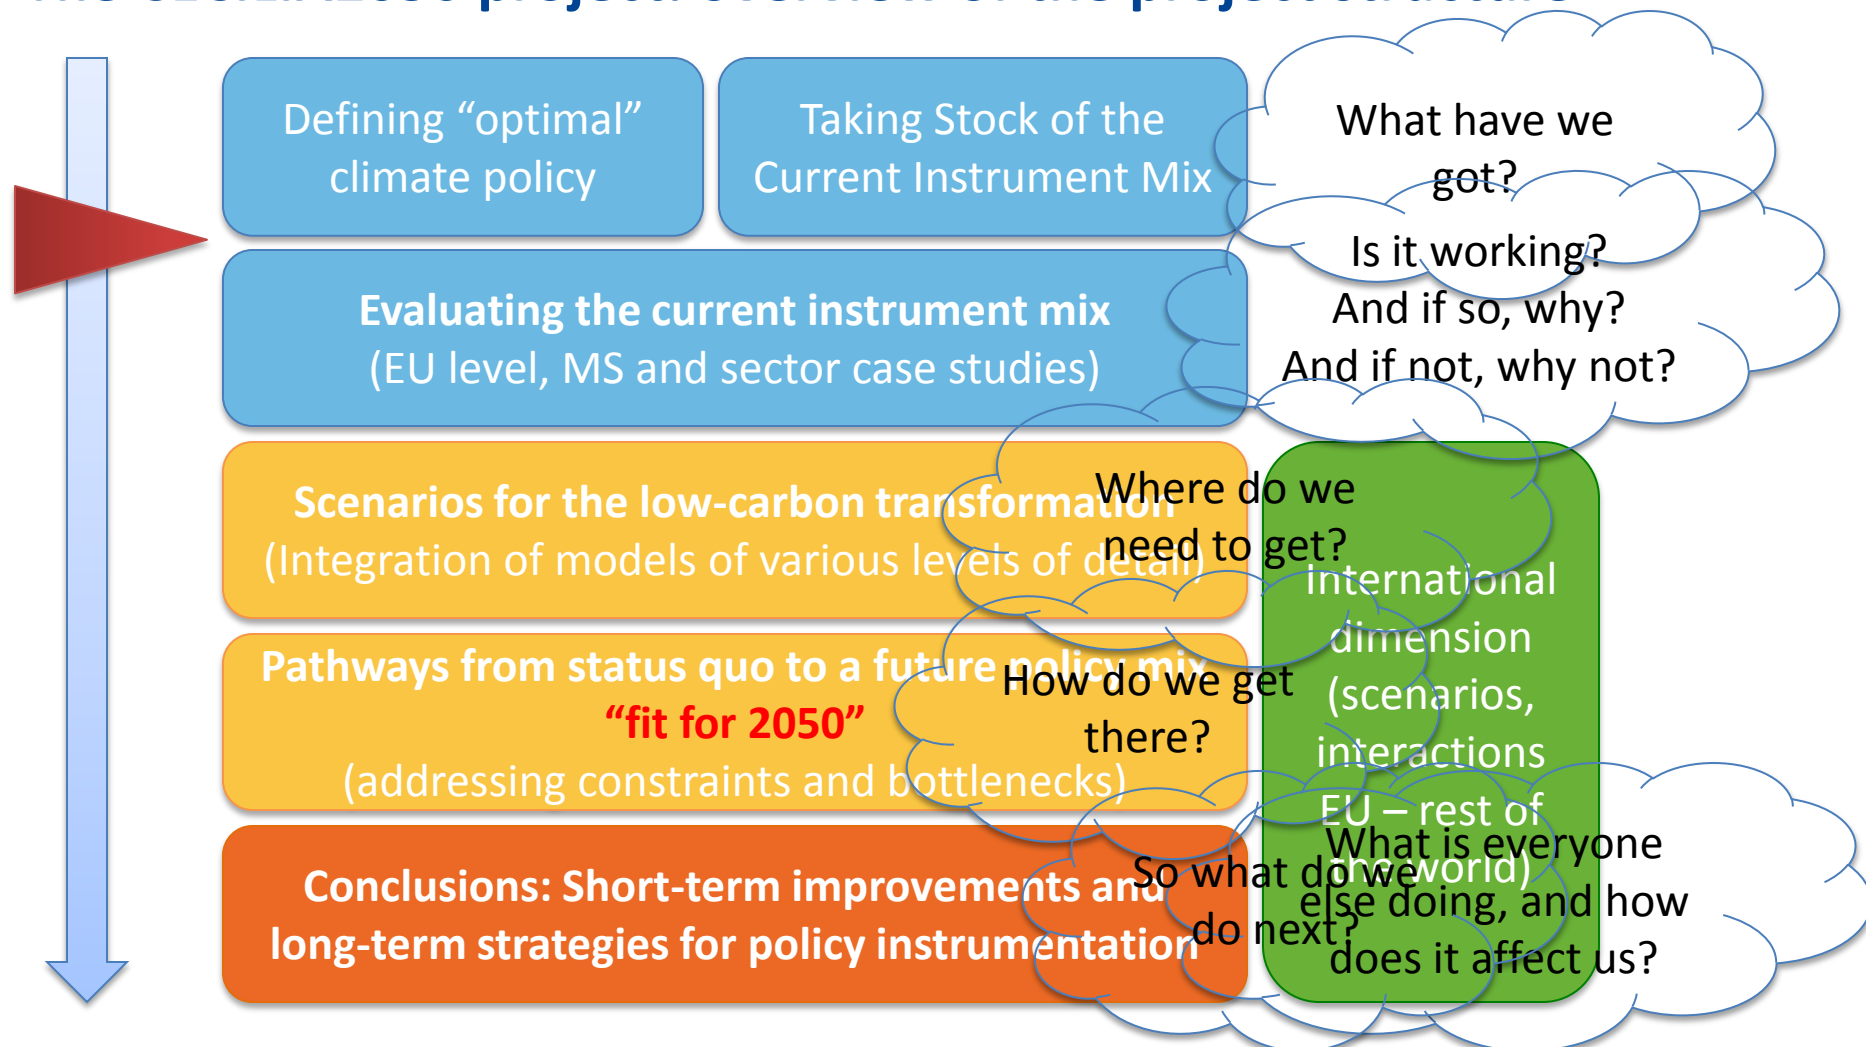 project: overview of the project structure
Defining “optimal”
climate policy
Taking Stock of the
Current Instrument Mix
What have we
got?
Evaluating the current instrument mix
(EU level, MS and sector case studies)
Is it working?
And if so, why?
And if not, why not?
Scenarios for the low-carbon transformation
(Integration of models of various levels of detail)
Where do we
need to get?
Pathways from status quo to a future policy mix
“fit for 2050”
(addressing constraints and bottlenecks)
How do we get
there?
International
dimension
(scenarios,
interactions
EU – rest of
the world)
Conclusions: Short-term improvements and
long-term strategies for policy instrumentation
So what do we
do next?
What is everyone
else doing, and how
does it affect us?